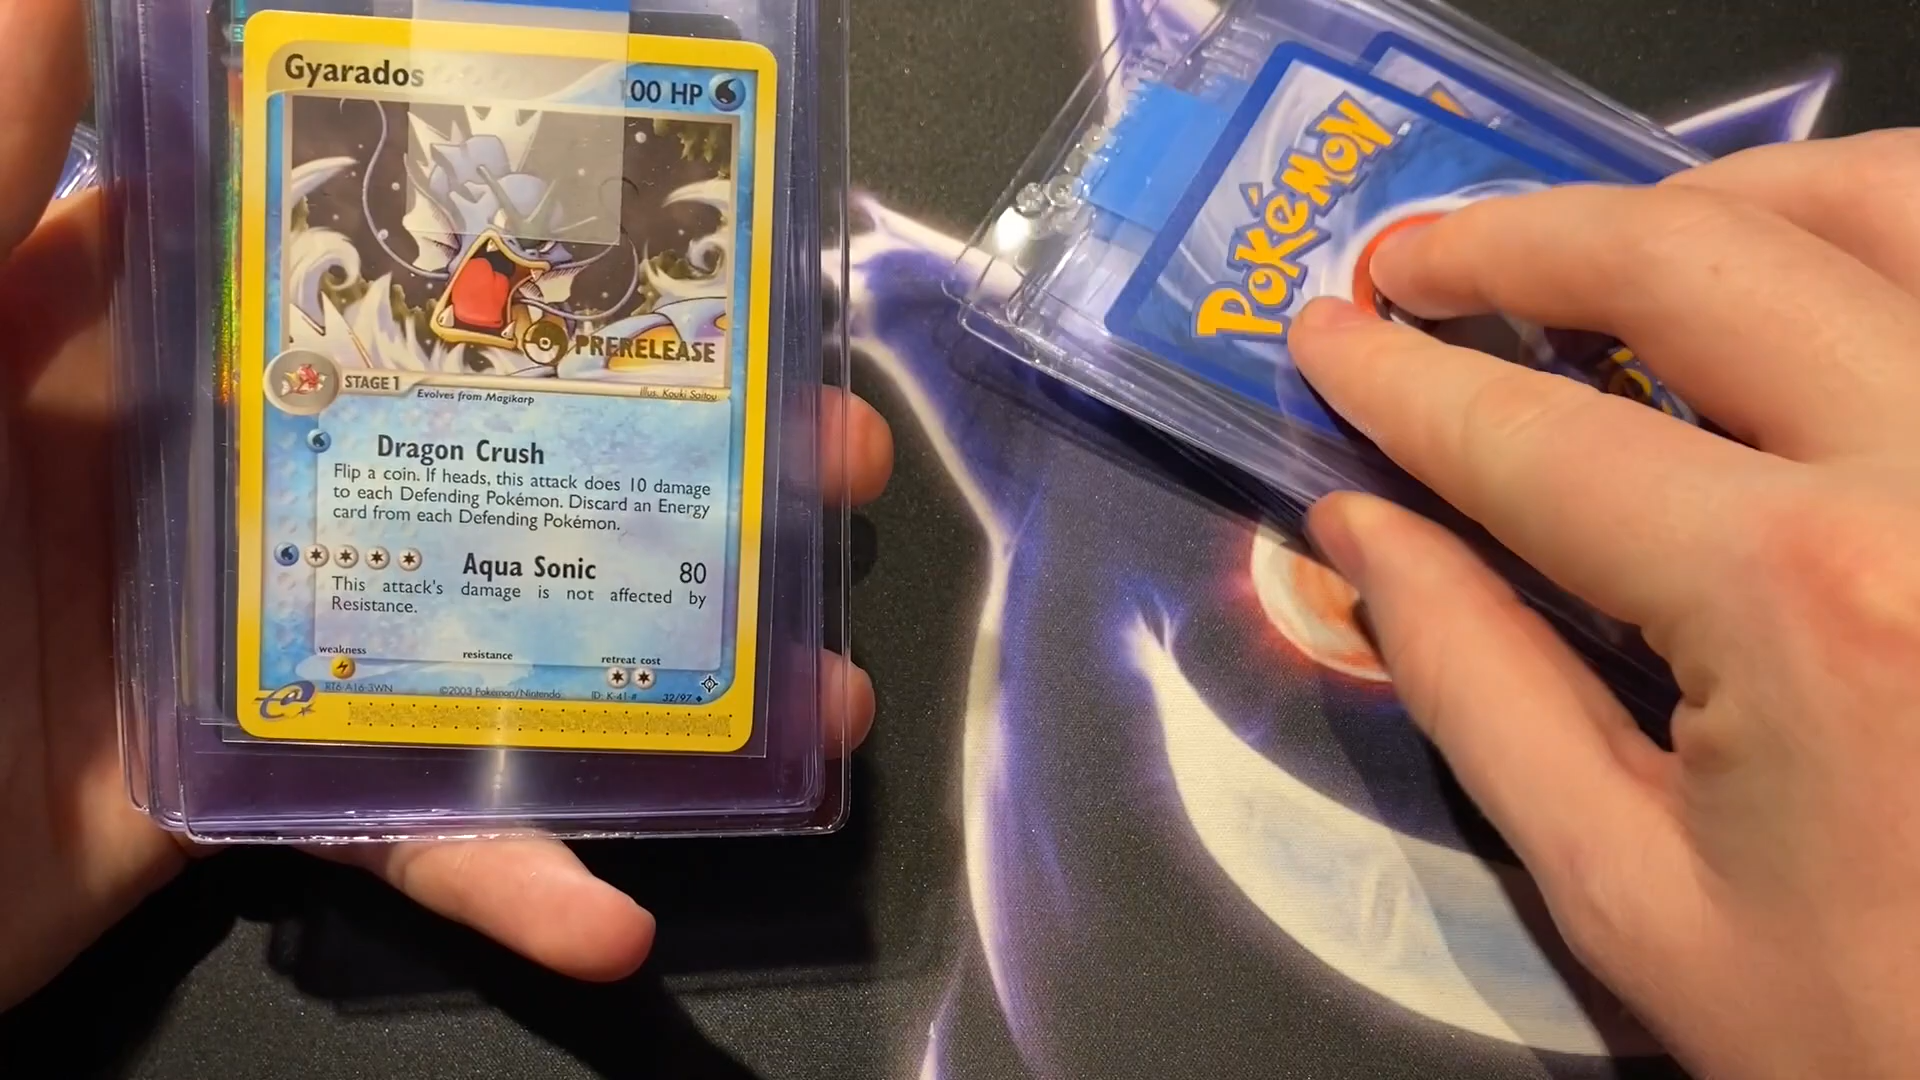 Gyarados
100 HP
PRERELEASE
STAGE 1
Evolves from Magikarp
Illus. Kouki Saitou
Dragon Crush
Flip a coin. If heads, this attack does 10 damage
to each Defending Pokémon. Discard an Energy
card from each Defending Pokémon.
Aqua Sonic 80
This attack's damage is not affected by
Resistance.
weakness resistance retreat cost
©2003 Pokémon/Nintendo
ID: K-41-#
32/97
POKéMON